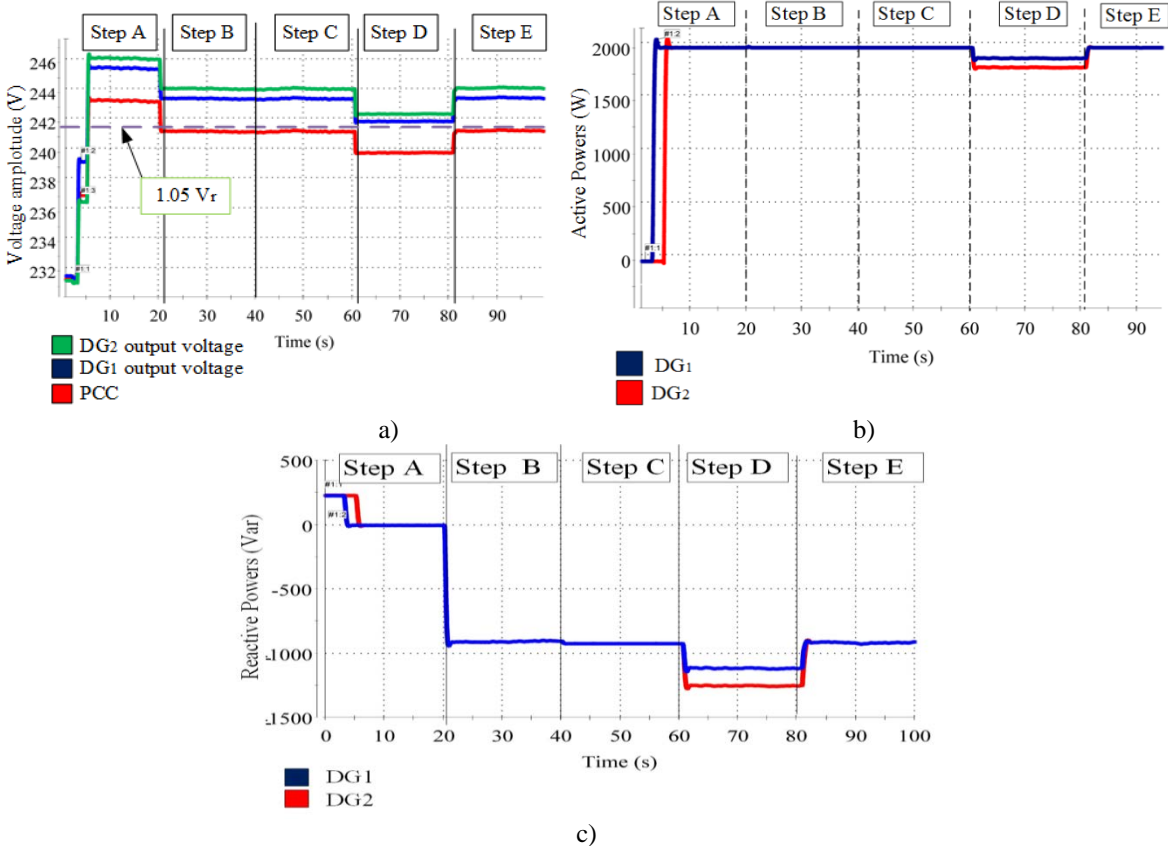 Step A Step B Step C Step D Step E
Voltage amplotude (V)
246
244
242
240
238
236
234
232
#1:2
#1:3
#1:1
1.05 Vr
10 20 30 40 50 60 70 80 90
Time (s)
DG2 output voltage
DG1 output voltage
PCC
a)
Step A Step B Step C Step D Step E
Active Powers (W)
2000
1500
1000
500
0
#1:2
#1:1
10 20 30 40 50 60 70 80 90
Time (s)
DG1
DG2
b)
Step A Step B Step C Step D Step E
Reactive Powers (Var)
500
0
-500
-1000
-1500
#1:1
#1:2
0 10 20 30 40 50 60 70 80 90 100
Time (s)
DG1
DG2
c)